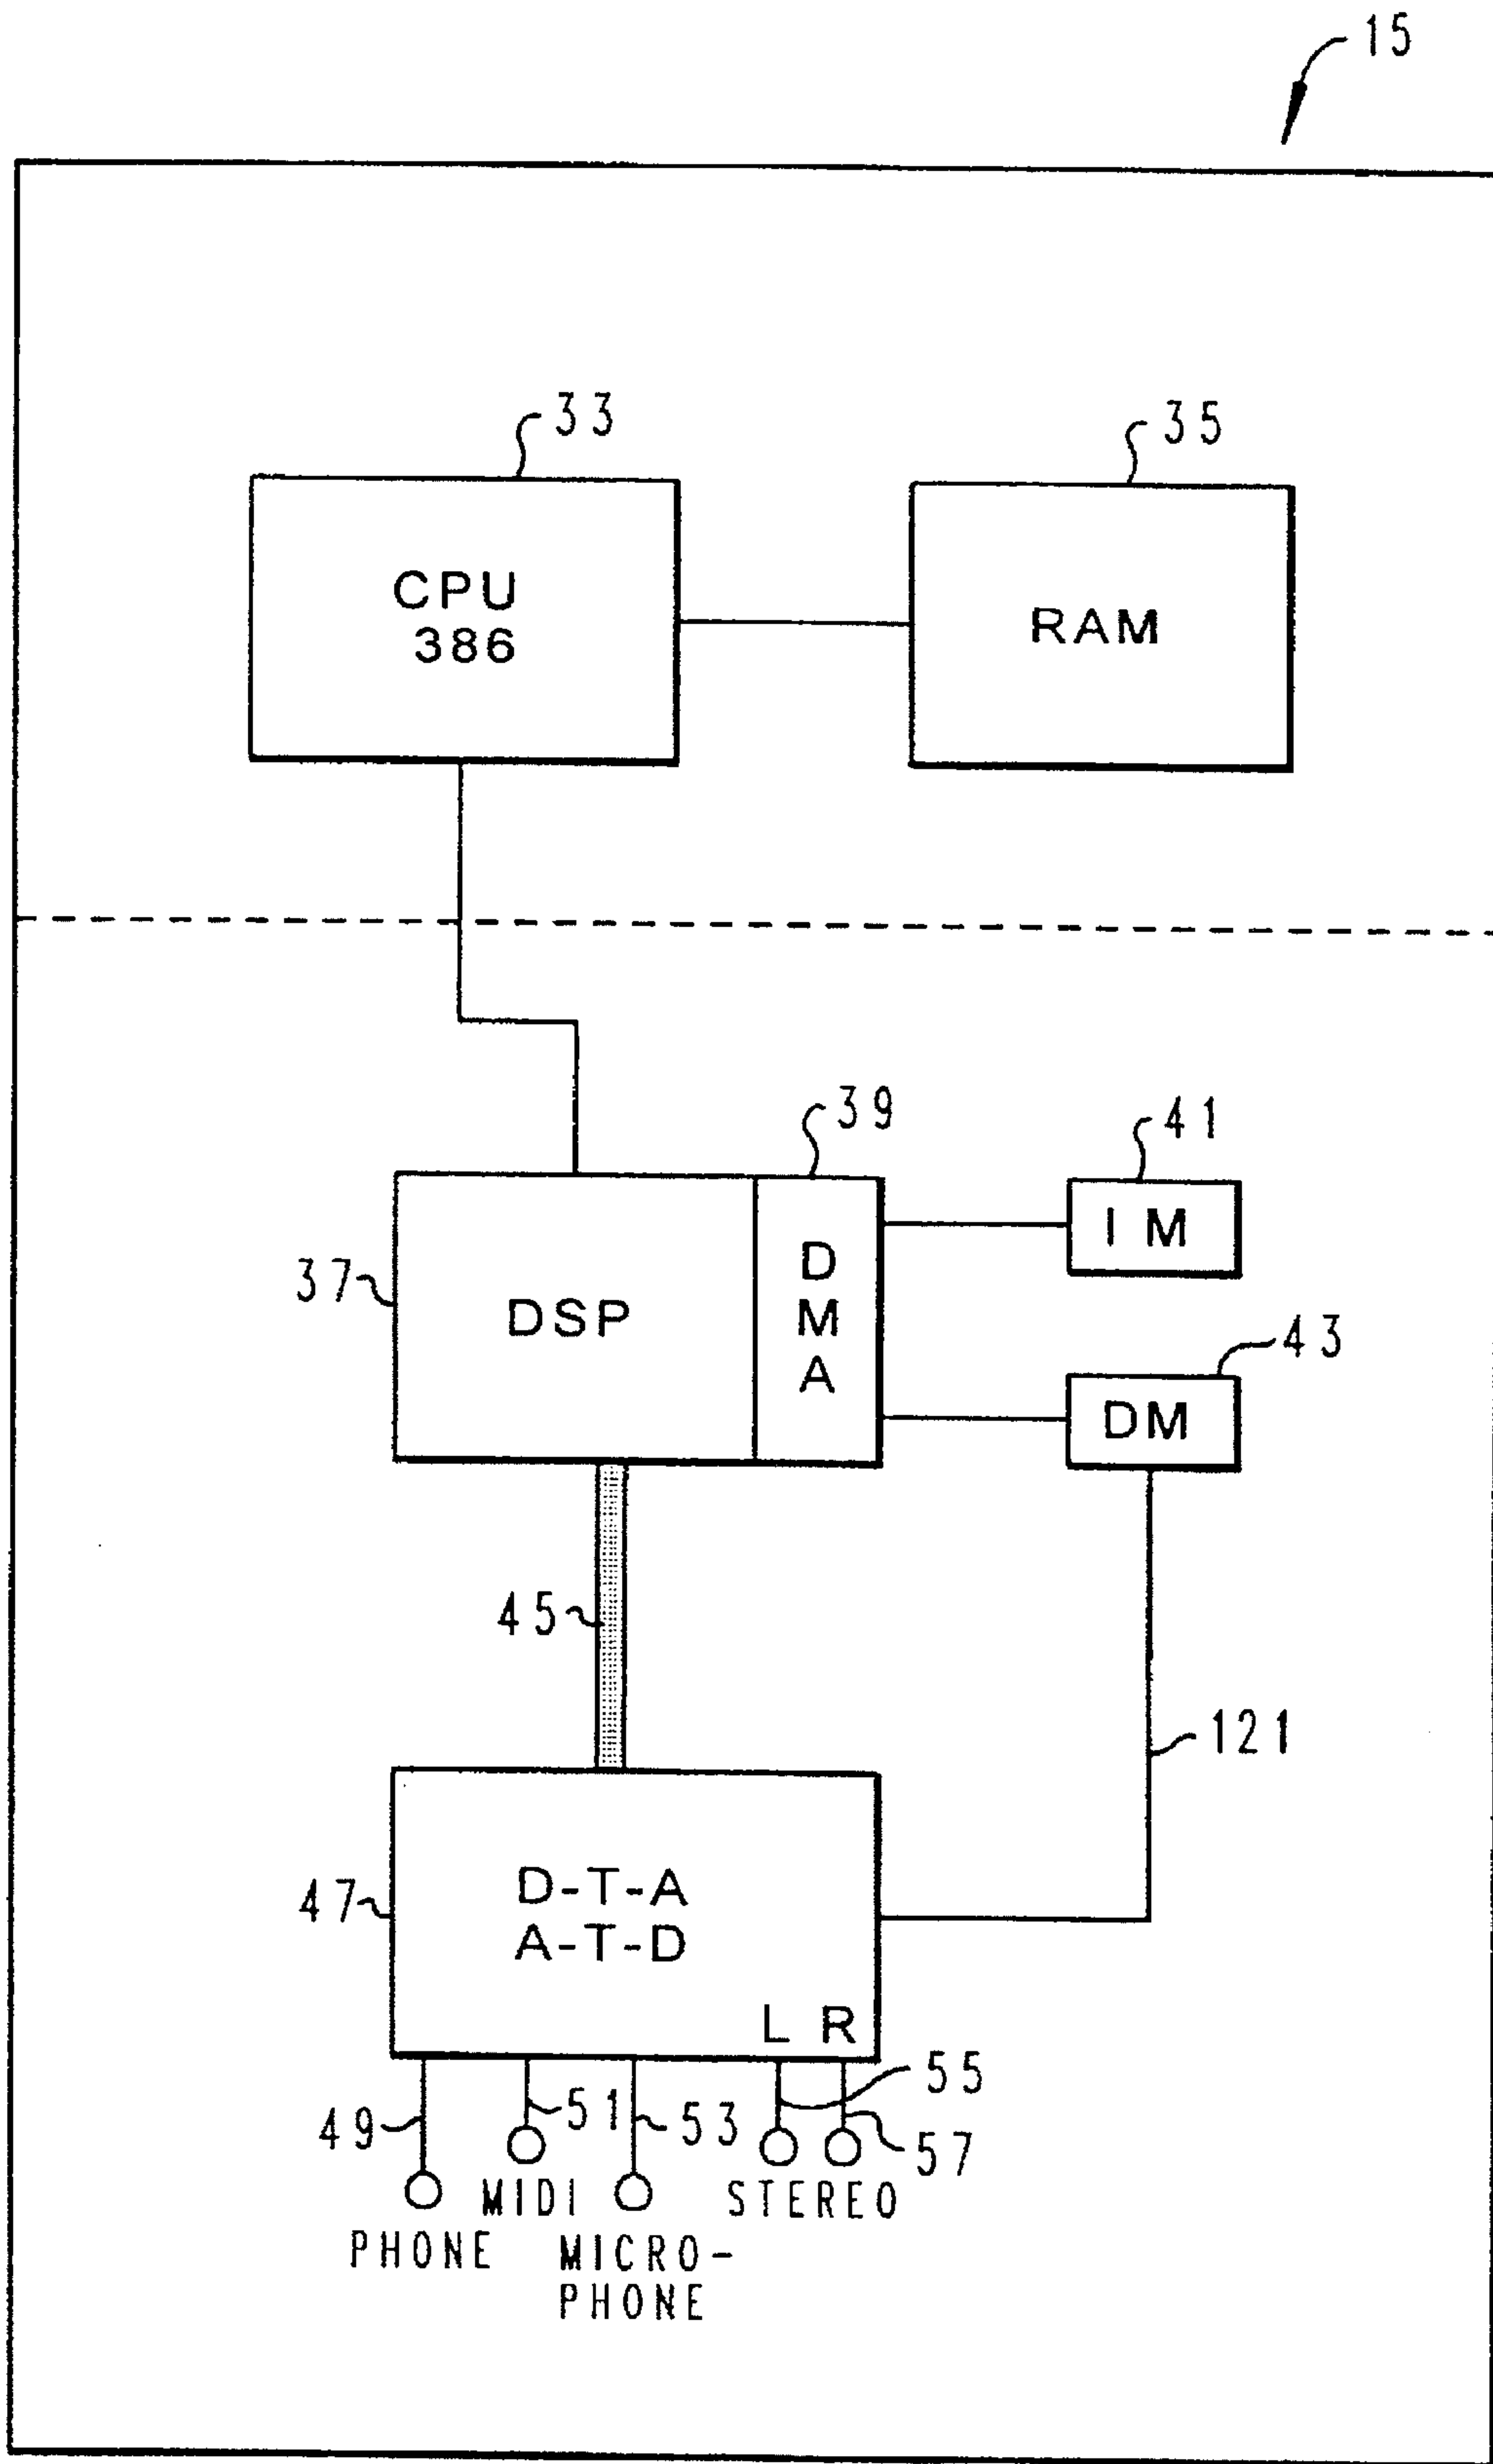 15
33
35
CPU
386
RAM
39
41
D
M
A
I M
37
DSP
43
DM
45
121
47
D-T-A
A-T-D
L R
55
49
51
53
57
MIDI
STEREO
PHONE
MICRO-
PHONE